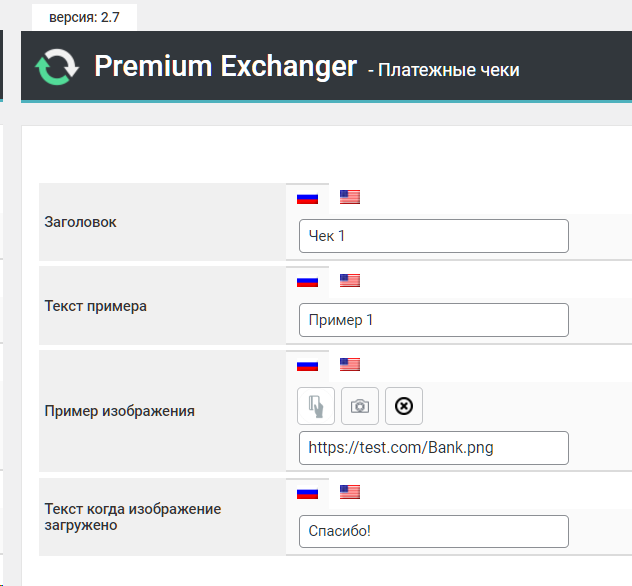 версия: 2.7
Premium Exchanger - Платежные чеки
Заголовок
Чек 1
Текст примера
Пример 1
Пример изображения
https://test.com/Bank.png
Текст когда изображение
загружено
Спасибо!